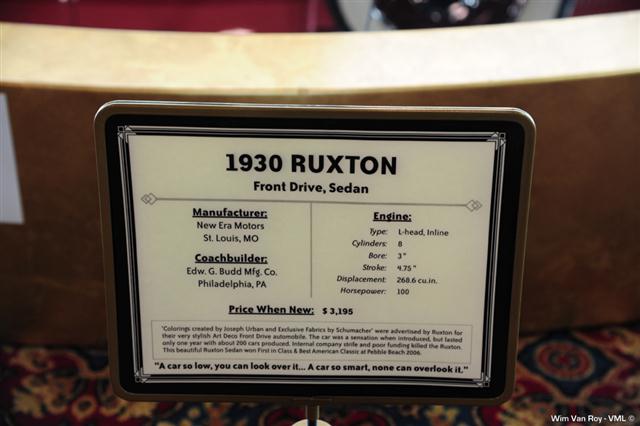 1930 RUXTON
Front Drive, Sedan
Manufacturer:
New Era Motors
St. Louis, MO
Coachbuilder:
Edw. G. Budd Mfg. Co.
Philadelphia, PA
Engine:
Type: L-head, Inline
Cylinders: 8
Bore: 3"
Stroke: 4.75"
Displacement: 268.6 cu.in.
Horsepower: 100
Price When New: $ 3,195
'Colorings created by Joseph Urban and Exclusive Fabrics by Schumacher' were advertised by Ruxton for
their very stylish Art Deco Front Drive automobile. The car was a sensation when introduced, but lasted
only one year with about 200 cars produced. Internal company strife and poor funding killed the Ruxton.
This beautiful Ruxton Sedan won First in Class & Best American Classic at Pebble Beach 2006.
"A car so low, you can look over it... A car so smart, none can overlook it."
Wim Van Roy - VML ©